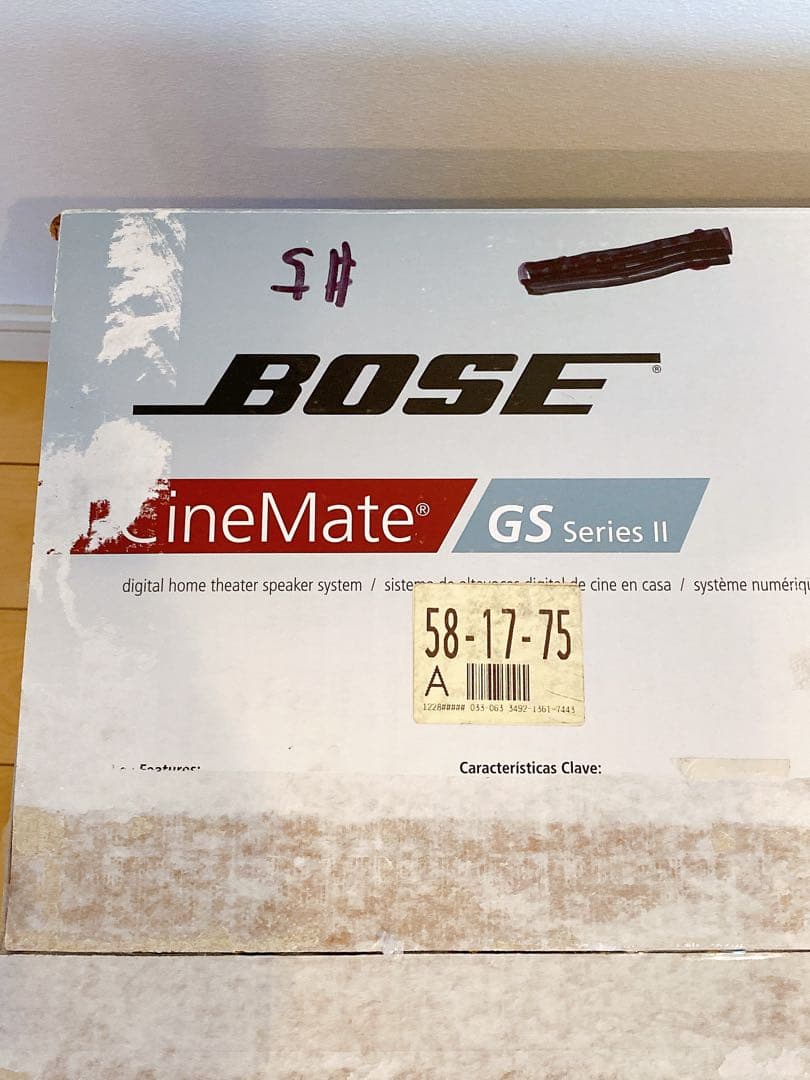 #5
BOSE®
CineMate® GS Series II
digital home theater speaker system / sistema de altavoces digital de cine en casa / système
58-17-75
A
1228##### 033-063 3492-1361-7443
Features:
Características Clave: